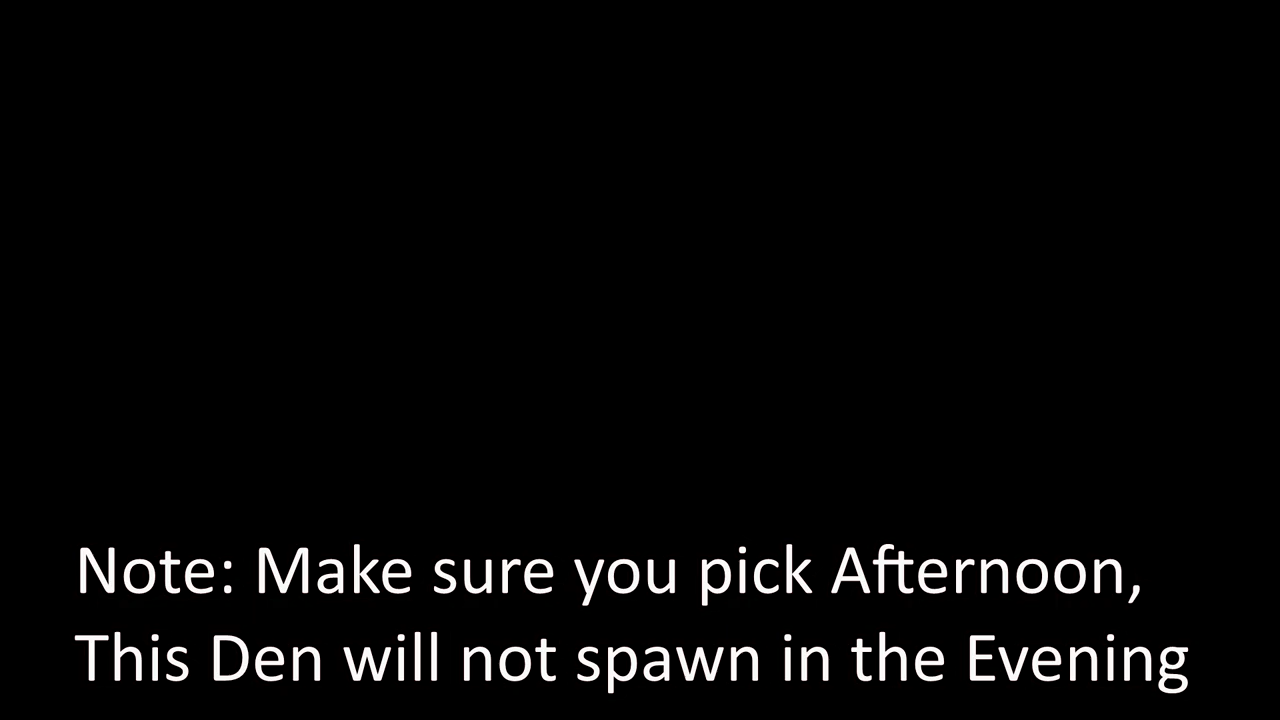 Note: Make sure you pick Afternoon,
This Den will not spawn in the Evening